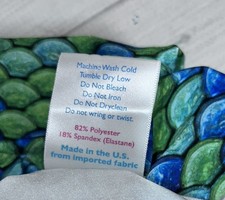 Machine Wash Cold
Tumble Dry Low
Do Not Bleach
Do Not Iron
Do Not Dryclean
Do not wring or twist.
82% Polyester
18% Spandex (Elastane)
Made in the U.S.
from imported fabric